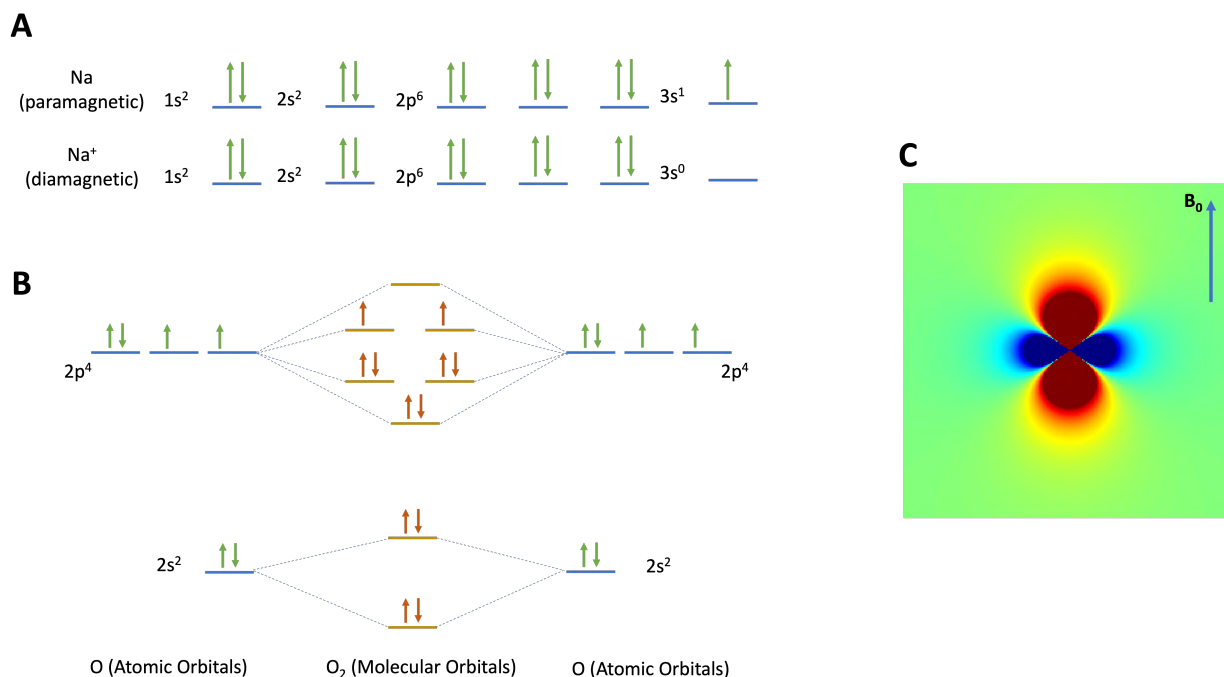 A
Na
(paramagnetic) 1s² 2s² 2p⁶ 3s¹
Na⁺
(diamagnetic) 1s² 2s² 2p⁶ 3s⁰
C
B₀
B
2p⁴ 2p⁴
2s² 2s²
O (Atomic Orbitals) O₂ (Molecular Orbitals) O (Atomic Orbitals)